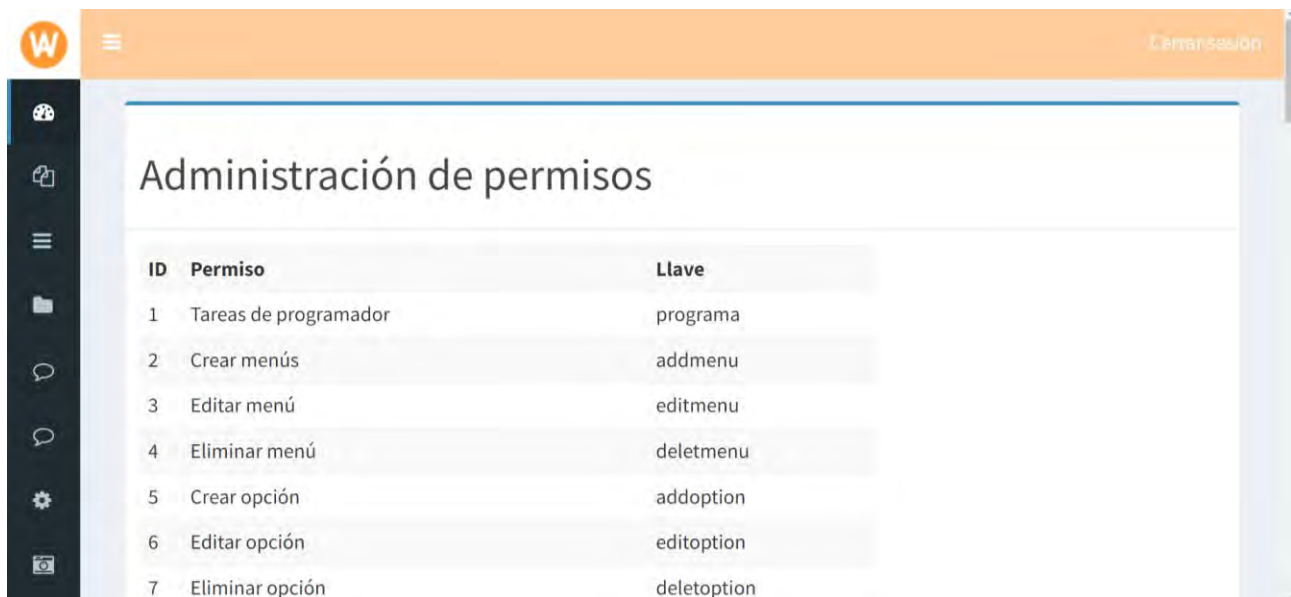 W
Cerrar sesión
Administración de permisos
ID Permiso Llave
1 Tareas de programador programa
2 Crear menús addmenu
3 Editar menú editmenu
4 Eliminar menú deletmenu
5 Crear opción addoption
6 Editar opción editoption
7 Eliminar opción deletoption